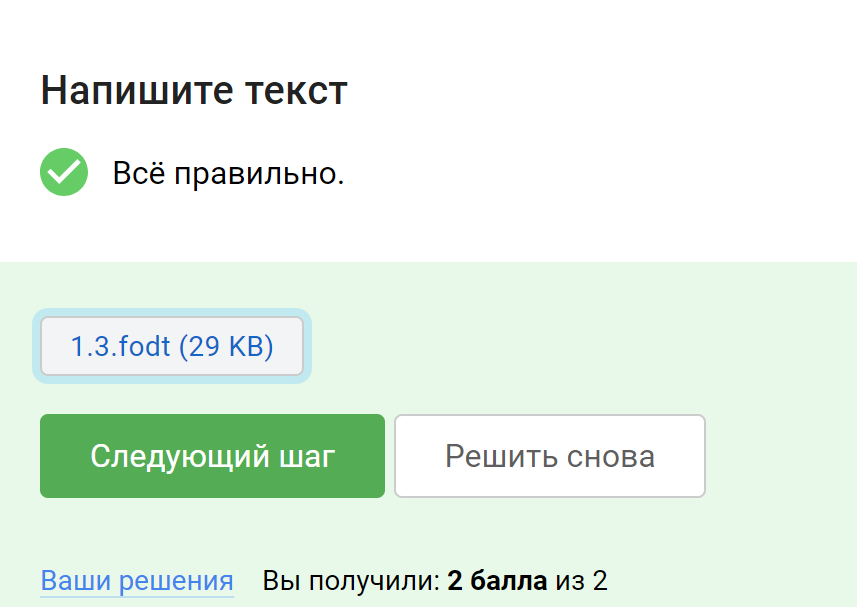 Напишите текст
Всё правильно.
1.3.fodt (29 KB)
Следующий шаг
Решить снова
Ваши решения Вы получили: 2 балла из 2